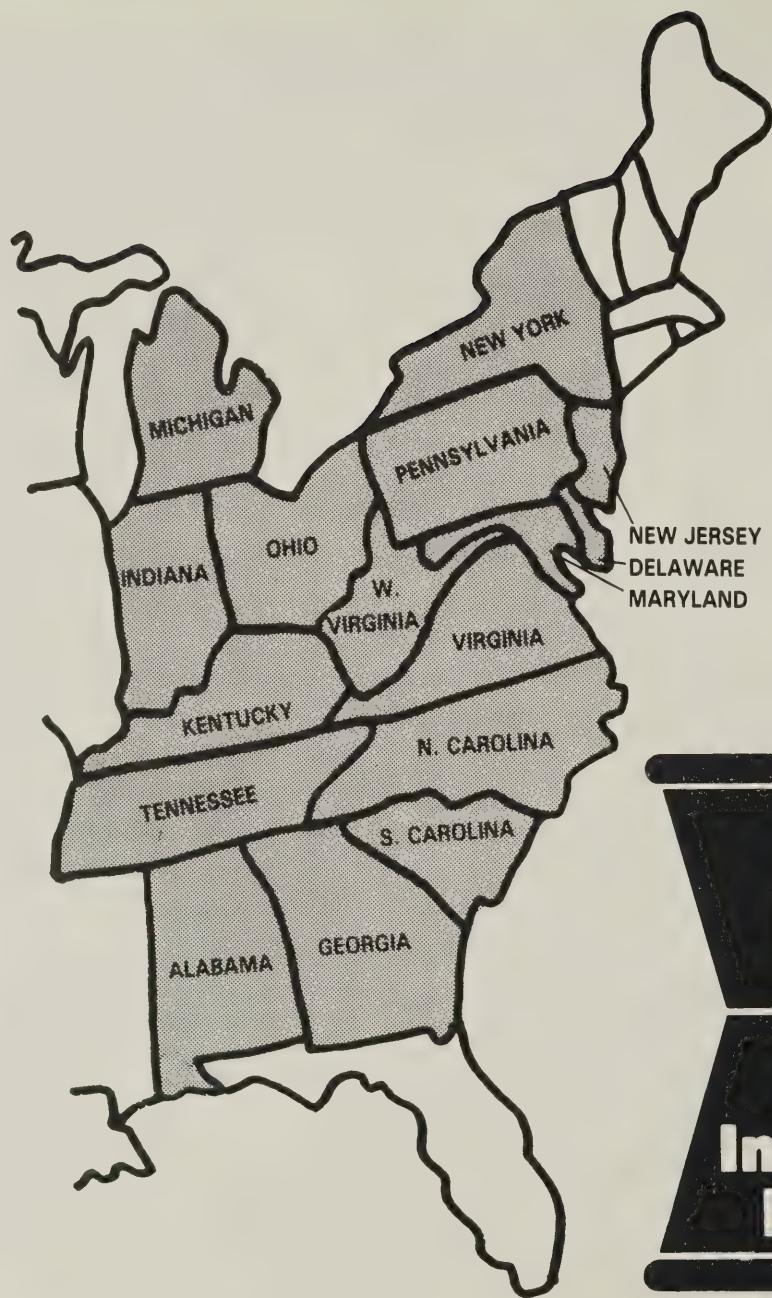 NEW YORK
MICHIGAN
PENNSYLVANIA
NEW JERSEY
OHIO
DELAWARE
INDIANA
W.
VIRGINIA
MARYLAND
VIRGINIA
KENTUCKY
N. CAROLINA
TENNESSEE
S. CAROLINA
GEORGIA
ALABAMA